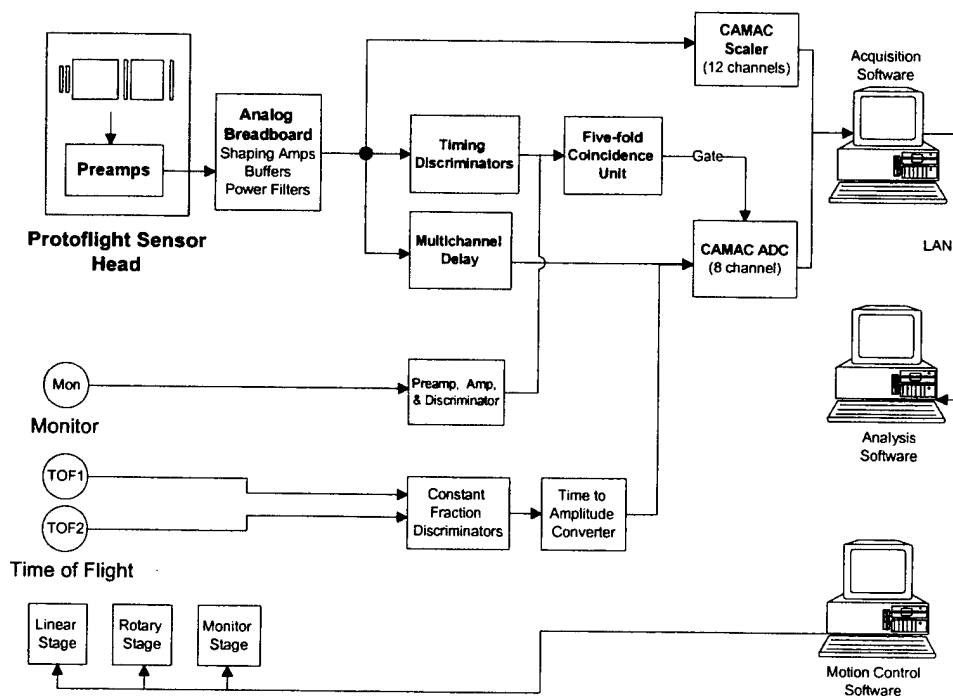 CAMAC
Scaler
(12 channels)
Acquisition
Software
Analog
Breadboard
Shaping Amps
Buffers
Power Filters
Timing
Discriminators
Five-fold
Coincidence
Unit
Gate
Preamps
Protoflight Sensor
Head
Multichannel
Delay
CAMAC ADC
(8 channel)
LAN
Mon
Monitor
Preamp, Amp,
& Discriminator
Analysis
Software
TOF1
TOF2
Time of Flight
Constant
Fraction
Discriminators
Time to
Amplitude
Converter
Linear
Stage
Rotary
Stage
Monitor
Stage
Motion Control
Software